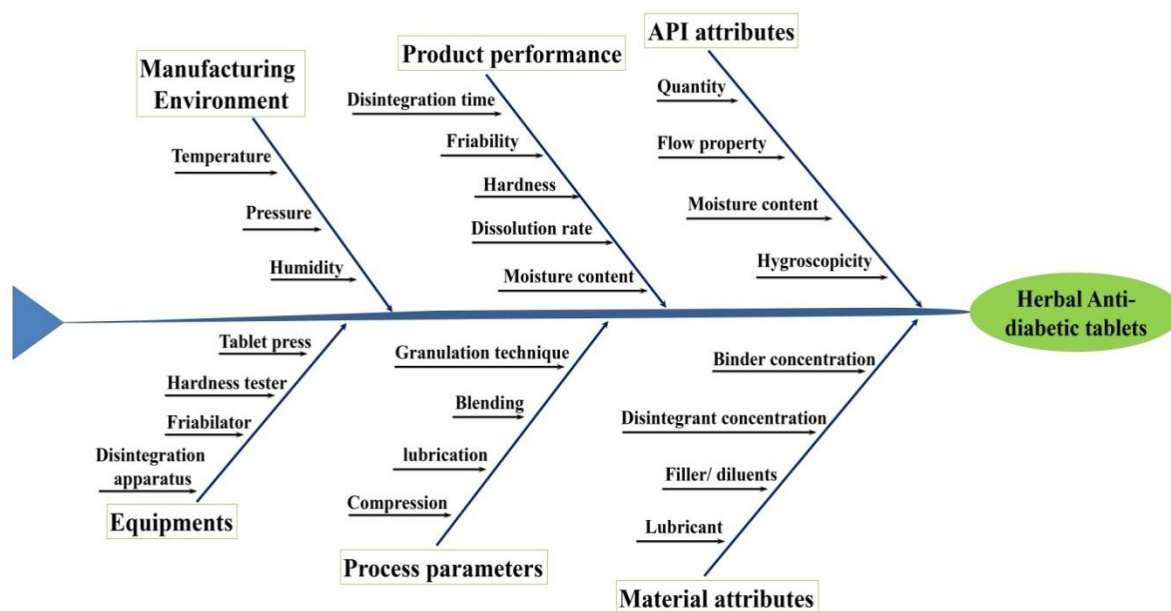 Manufacturing
Environment
Temperature
Pressure
Humidity
Product performance
Disintegration time
Friability
Hardness
Dissolution rate
Moisture content
API attributes
Quantity
Flow property
Moisture content
Hygroscopicity
Herbal Anti-
diabetic tablets
Tablet press
Hardness tester
Friabilator
Disintegration
apparatus
Equipments
Granulation technique
Blending
lubrication
Compression
Process parameters
Binder concentration
Disintegrant concentration
Filler/ diluents
Lubricant
Material attributes